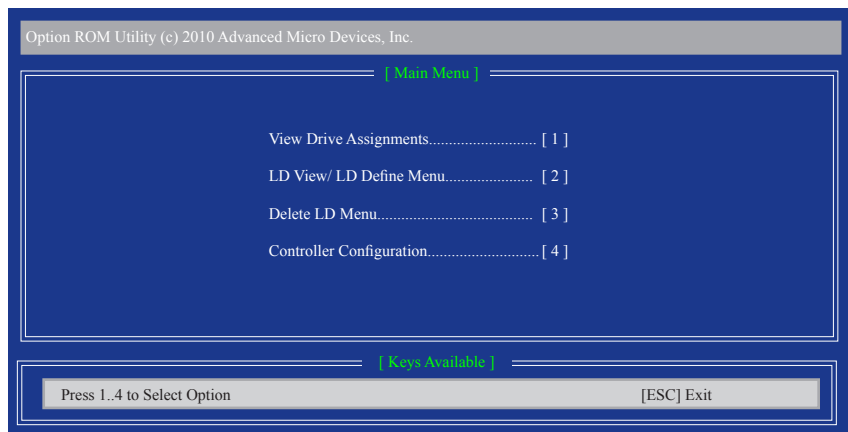 Option ROM Utility (c) 2010 Advanced Micro Devices, Inc.
[ Main Menu ]
View Drive Assignments........................... [ 1 ]
LD View/ LD Define Menu...................... [ 2 ]
Delete LD Menu....................................... [ 3 ]
Controller Configuration............................[ 4 ]
[ Keys Available ]
Press 1..4 to Select Option [ESC] Exit